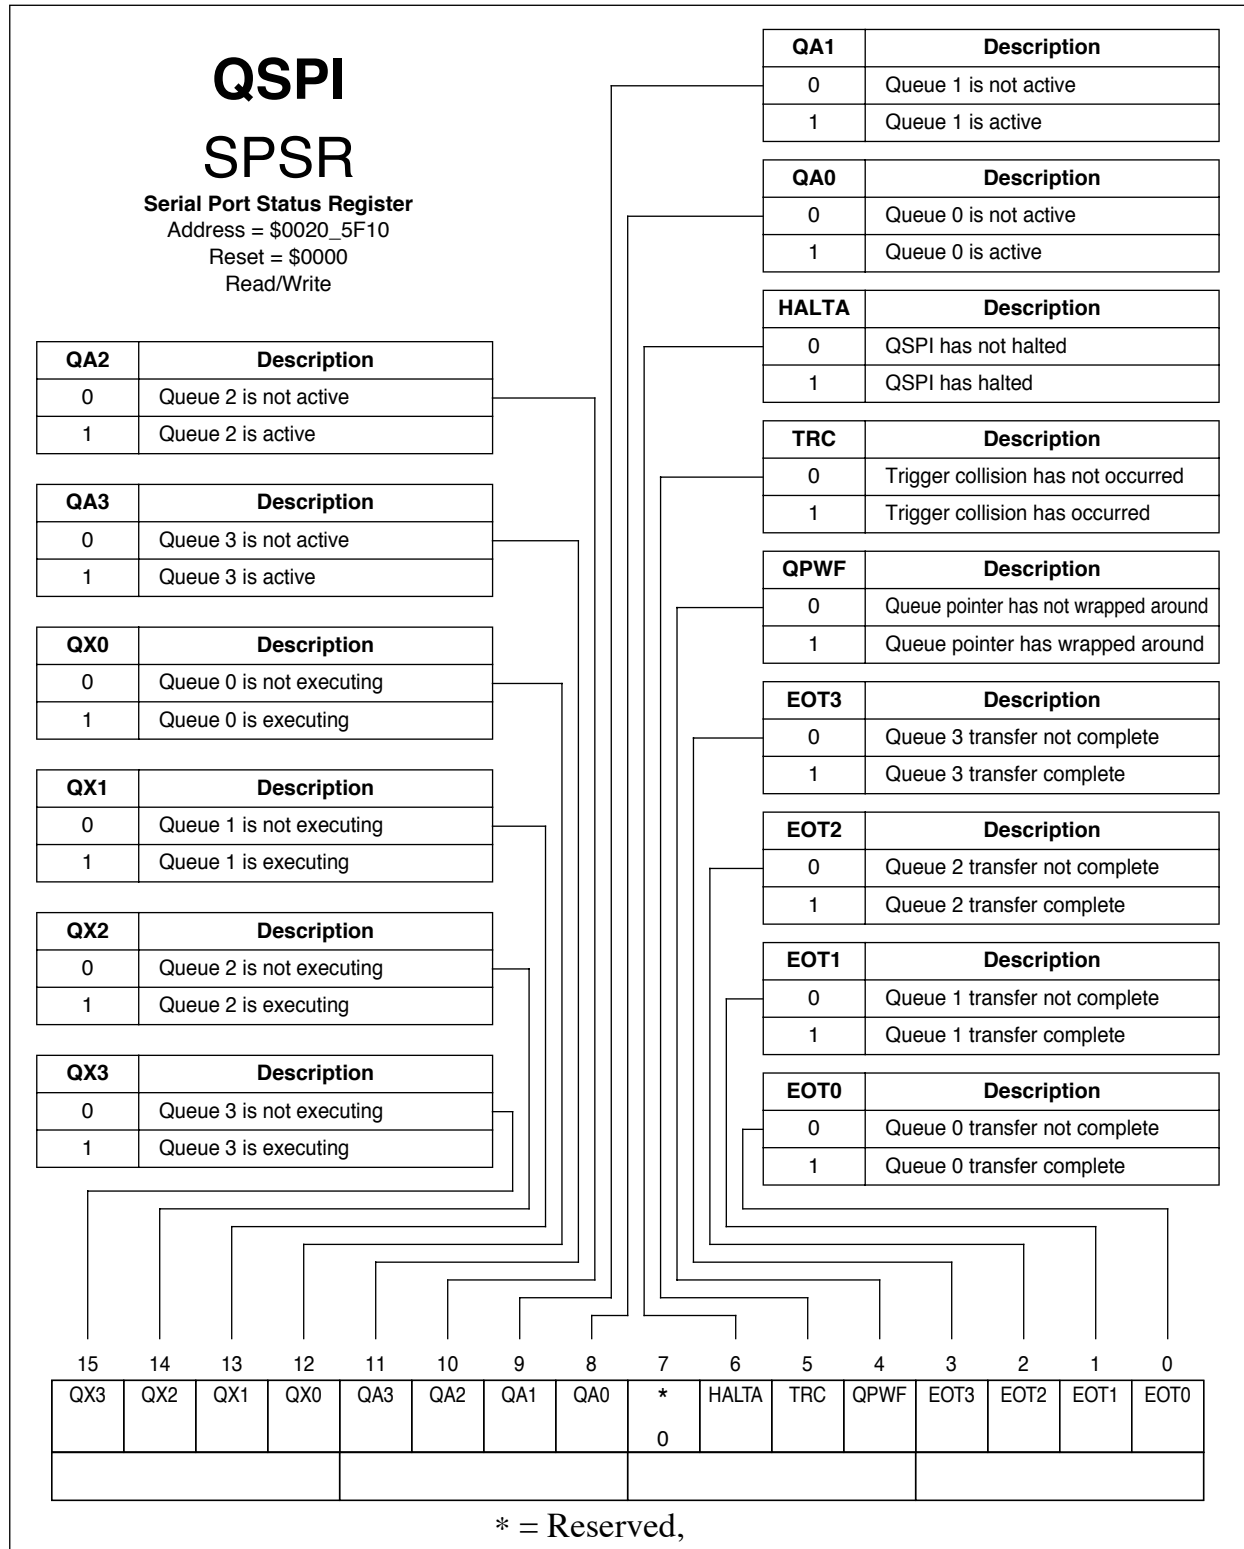 QSPI
SPSR
Serial Port Status Register
Address = $0020_5F10
Reset = $0000
Read/Write
QA2 Description
0 Queue 2 is not active
1 Queue 2 is active
QA3 Description
0 Queue 3 is not active
1 Queue 3 is active
QX0 Description
0 Queue 0 is not executing
1 Queue 0 is executing
QX1 Description
0 Queue 1 is not executing
1 Queue 1 is executing
QX2 Description
0 Queue 2 is not executing
1 Queue 2 is executing
QX3 Description
0 Queue 3 is not executing
1 Queue 3 is executing
QA1 Description
0 Queue 1 is not active
1 Queue 1 is active
QA0 Description
0 Queue 0 is not active
1 Queue 0 is active
HALTA Description
0 QSPI has not halted
1 QSPI has halted
TRC Description
0 Trigger collision has not occurred
1 Trigger collision has occurred
QPWF Description
0 Queue pointer has not wrapped around
1 Queue pointer has wrapped around
EOT3 Description
0 Queue 3 transfer not complete
1 Queue 3 transfer complete
EOT2 Description
0 Queue 2 transfer not complete
1 Queue 2 transfer complete
EOT1 Description
0 Queue 1 transfer not complete
1 Queue 1 transfer complete
EOT0 Description
0 Queue 0 transfer not complete
1 Queue 0 transfer complete
15 14 13 12 11 10 9 8 7 6 5 4 3 2 1 0
QX3 QX2 QX1 QX0 QA3 QA2 QA1 QA0 * HALTA TRC QPWF EOT3 EOT2 EOT1 EOT0
0
* = Reserved,